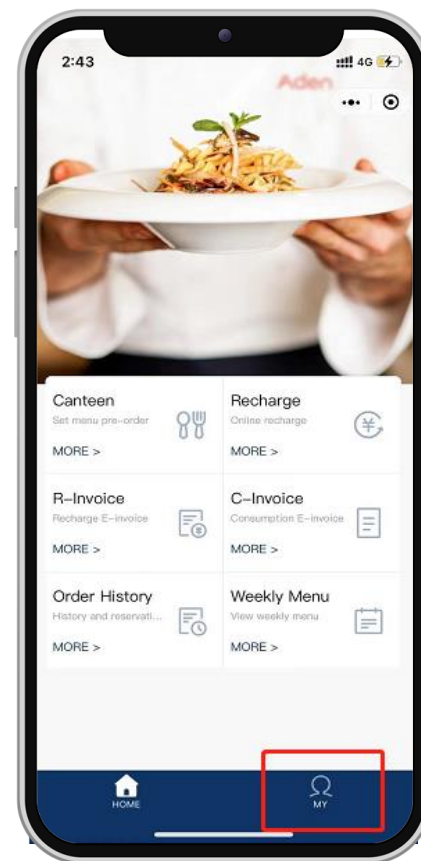 2:43
4G
Aden
Canteen
Set menu pre-order
MORE >
Recharge
Online recharge
MORE >
R-Invoice
Recharge E-invoice
MORE >
C-Invoice
Consumption E-invoice
MORE >
Order History
History and reservati...
MORE >
Weekly Menu
View weekly menu
MORE >
HOME
MY